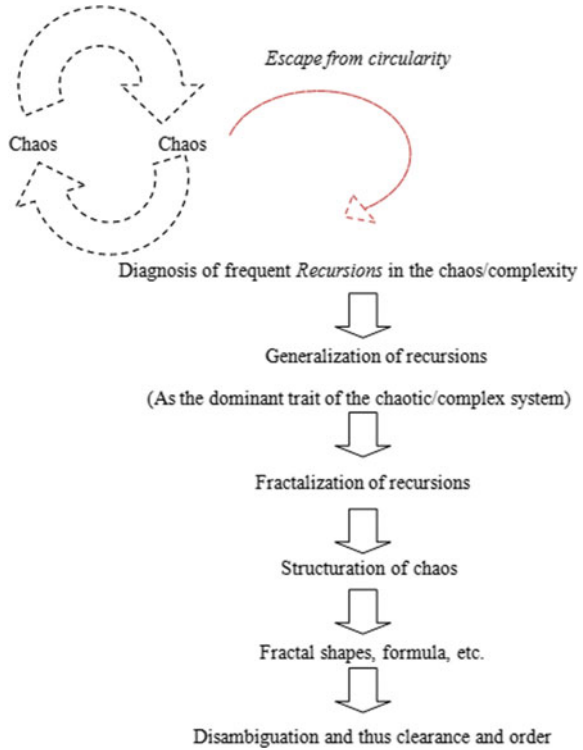 Escape from circularity
Chaos Chaos
Diagnosis of frequent Recursions in the chaos/complexity
Generalization of recursions
(As the dominant trait of the chaotic/complex system)
Fractalization of recursions
Structuration of chaos
Fractal shapes, formula, etc.
Disambiguation and thus clearance and order